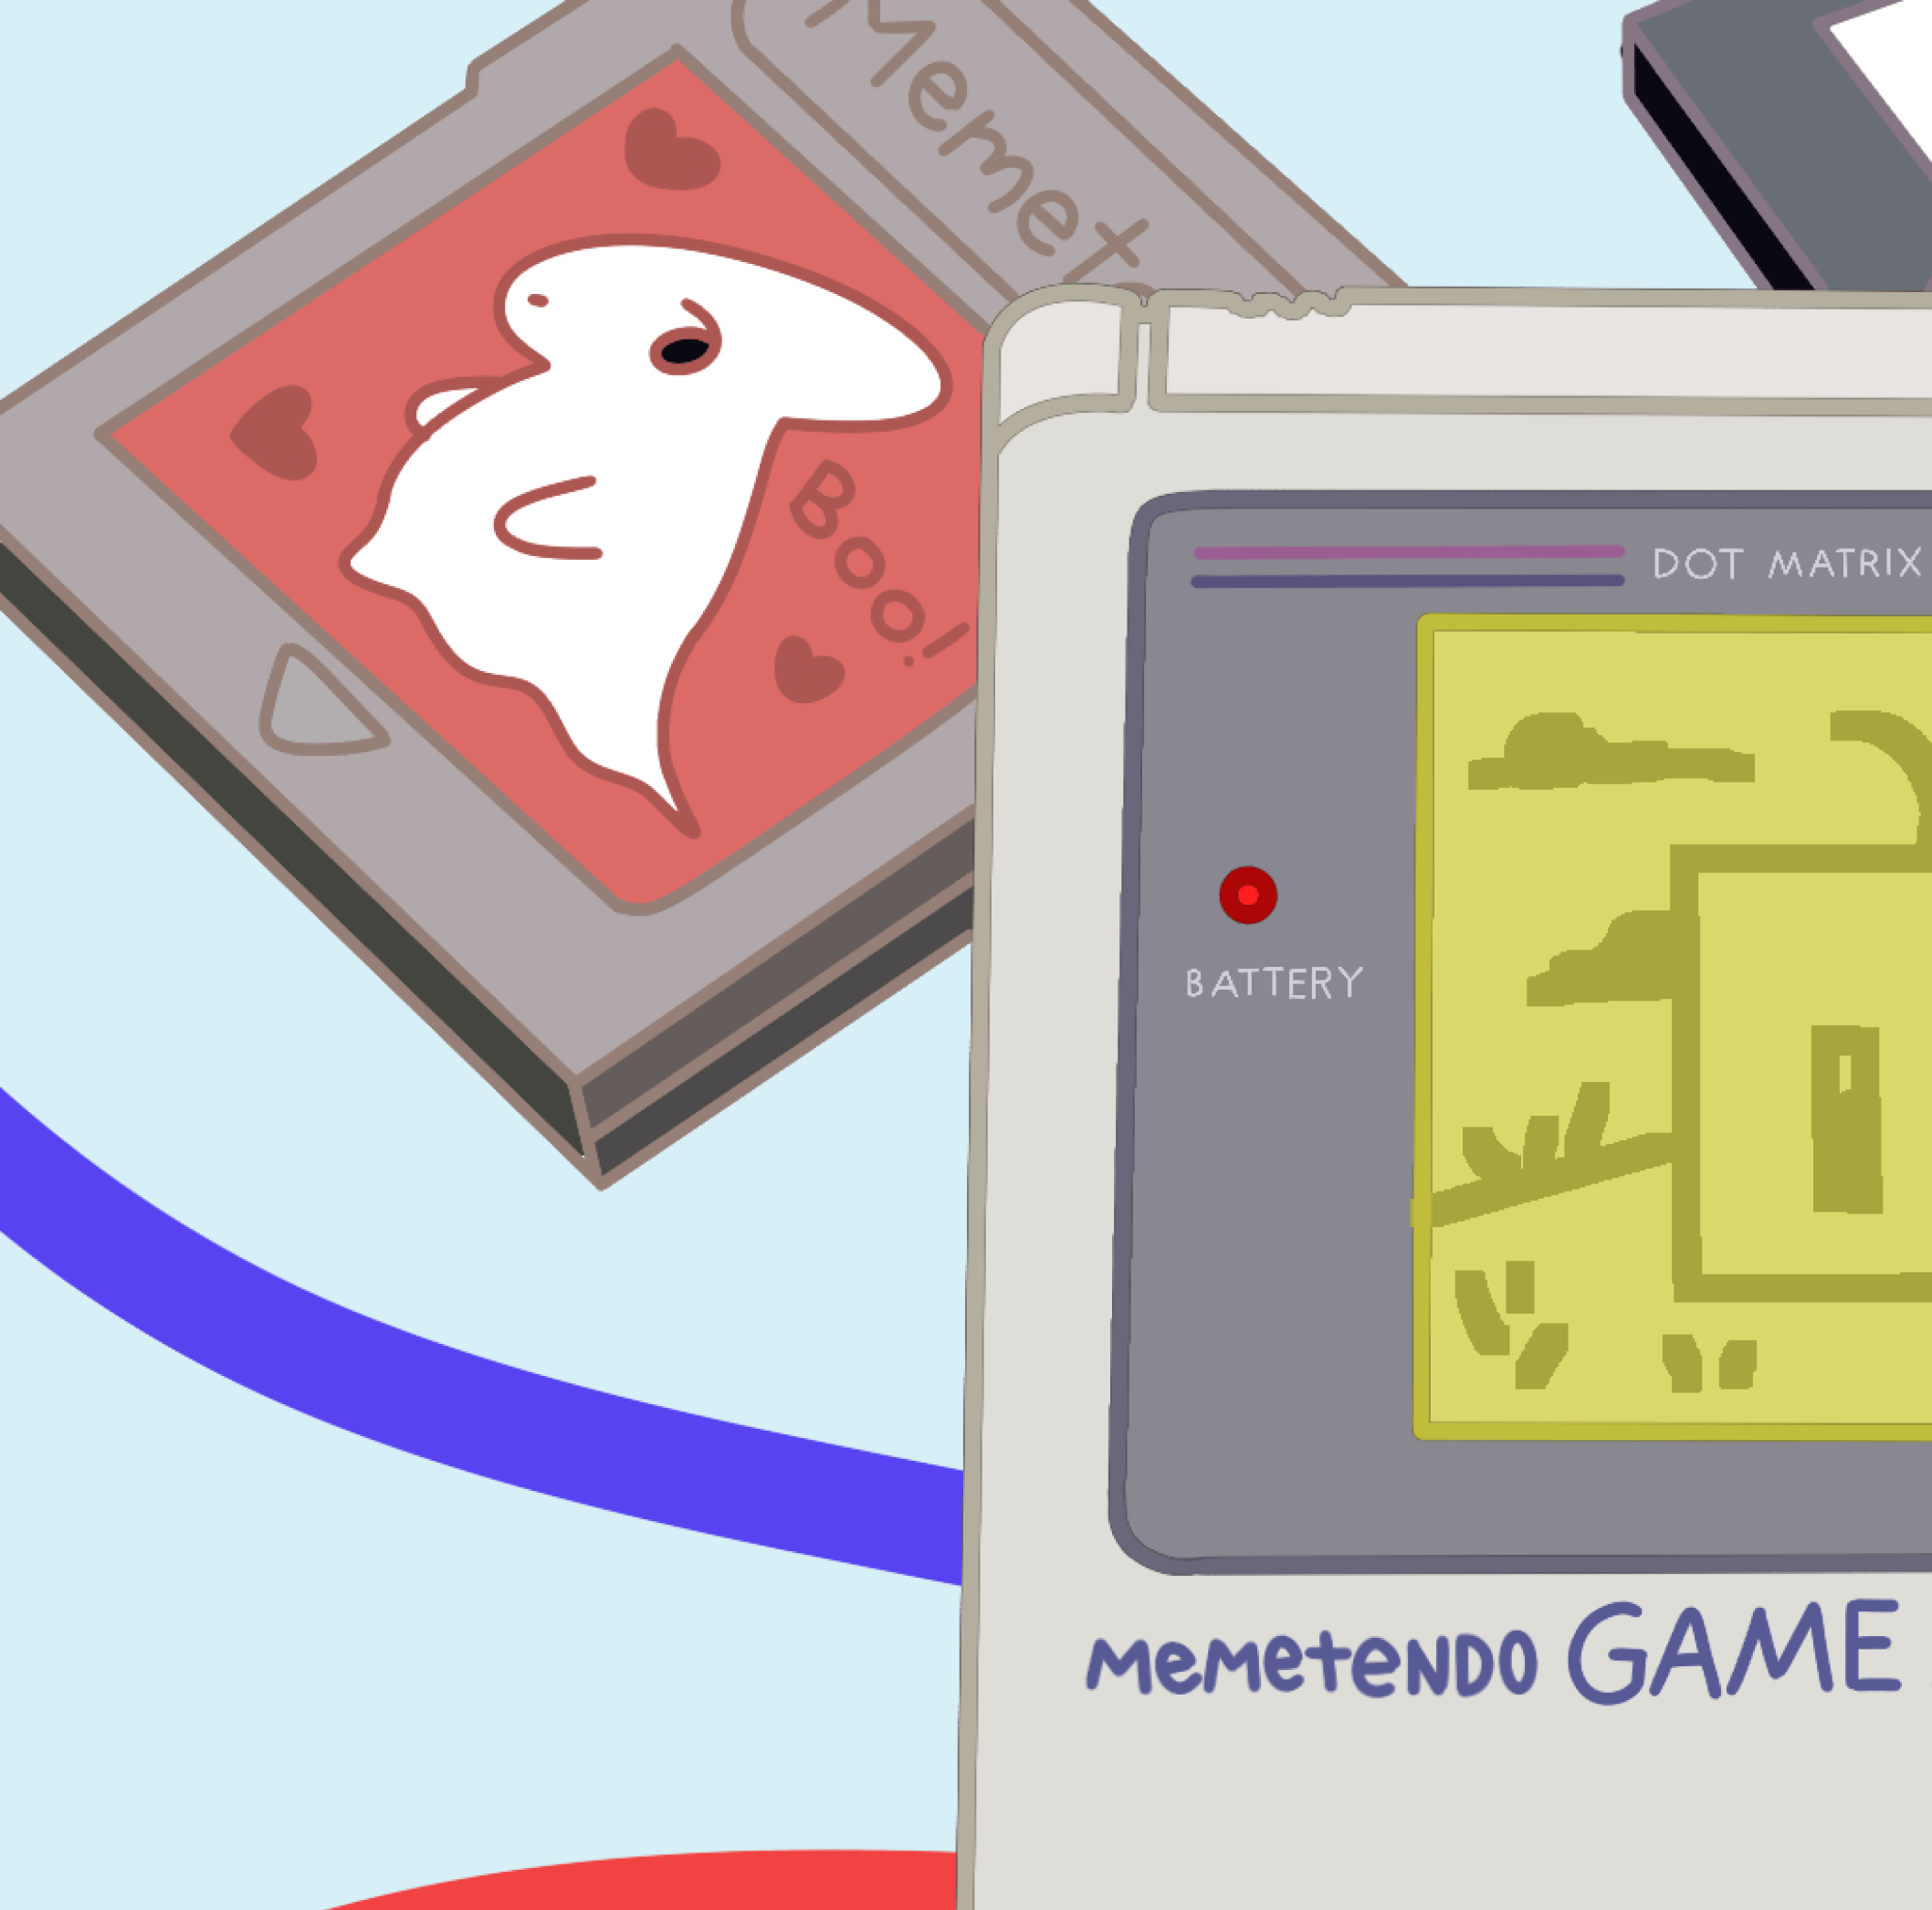 Memet
Boo!
DOT MATRIX
BATTERY
MeMeteNDO GAME